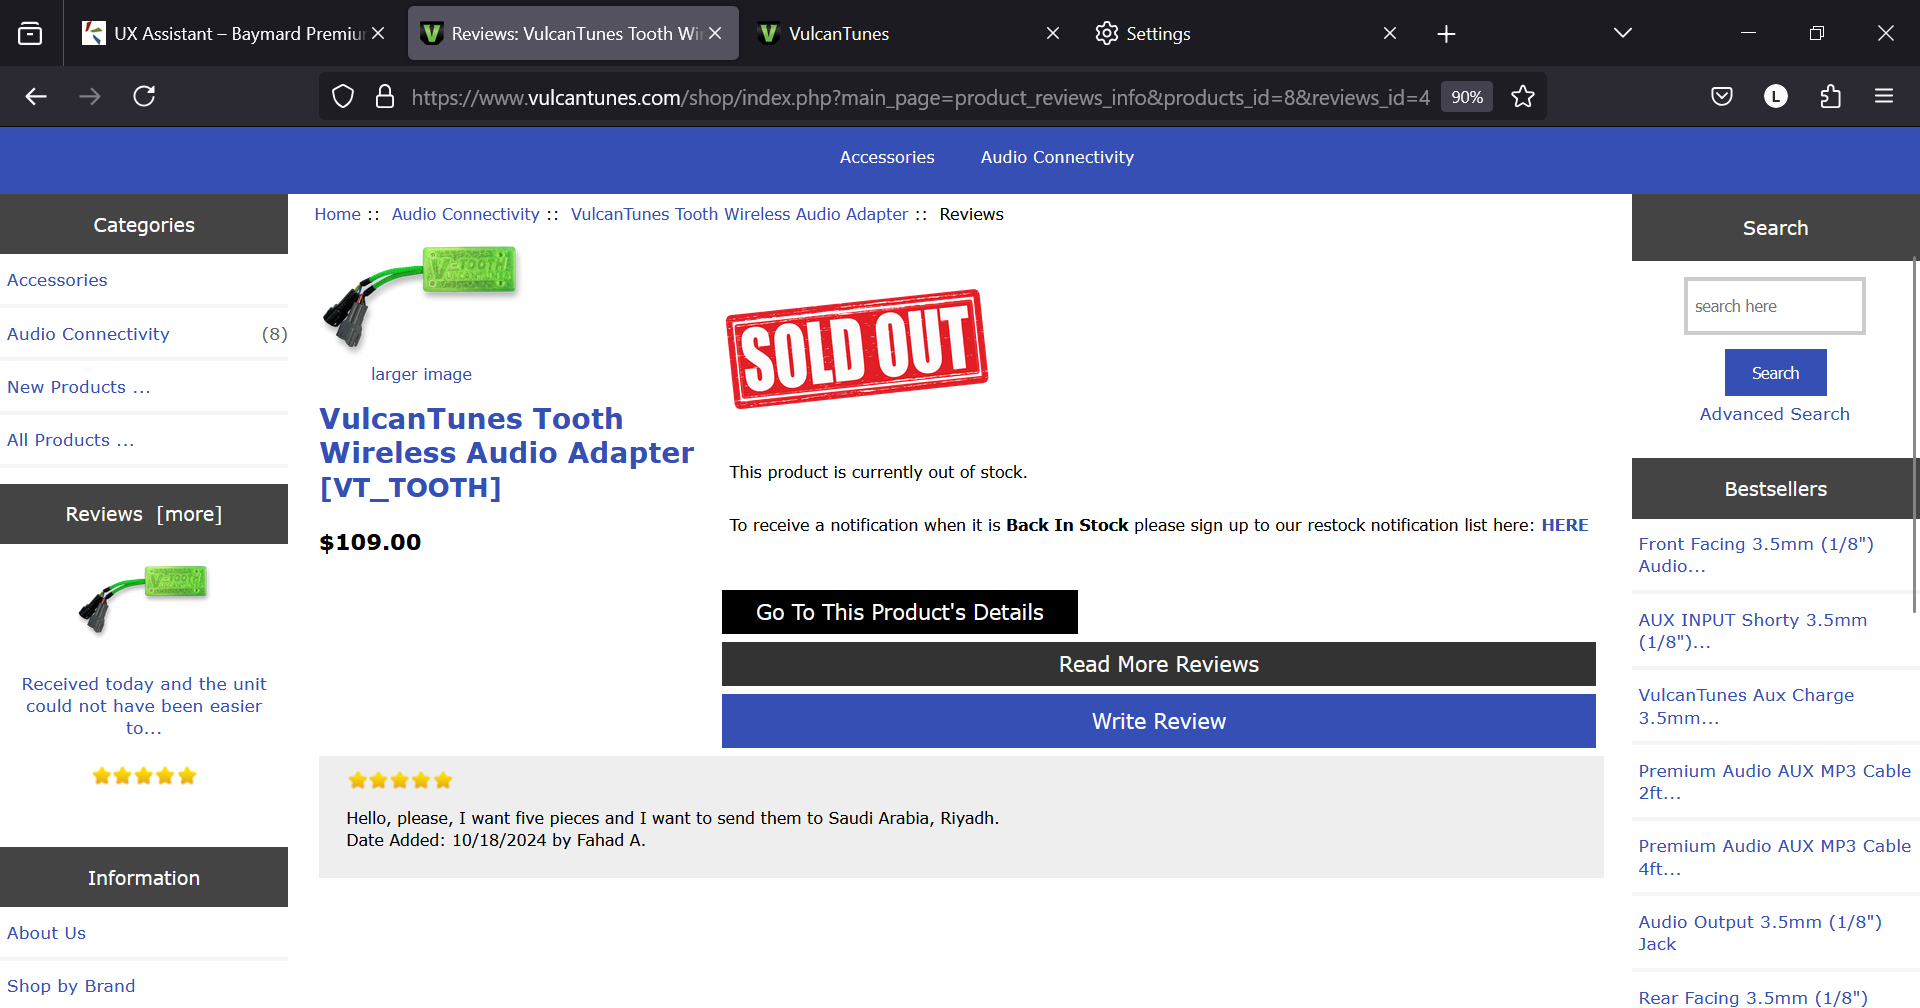 UX Assistant – Baymard Premiu
Reviews: VulcanTunes Tooth Wi
VulcanTunes
Settings
https://www.vulcantunes.com/shop/index.php?main_page=product_reviews_info&products_id=8&reviews_id=4
90%
L
Accessories
Audio Connectivity
Categories
Accessories
Audio Connectivity (8)
New Products ...
All Products ...
Reviews [more]
V-TOOTH
Received today and the unit
could not have been easier
to...
Information
About Us
Shop by Brand
Home :: Audio Connectivity :: VulcanTunes Tooth Wireless Audio Adapter :: Reviews
V-TOOTH
larger image
VulcanTunes Tooth
Wireless Audio Adapter
[VT_TOOTH]
$109.00
SOLD OUT
This product is currently out of stock.
To receive a notification when it is Back In Stock please sign up to our restock notification list here: HERE
Go To This Product's Details
Read More Reviews
Write Review
Hello, please, I want five pieces and I want to send them to Saudi Arabia, Riyadh.
Date Added: 10/18/2024 by Fahad A.
Search
search here
Search
Advanced Search
Bestsellers
Front Facing 3.5mm (1/8")
Audio...
AUX INPUT Shorty 3.5mm
(1/8")...
VulcanTunes Aux Charge
3.5mm...
Premium Audio AUX MP3 Cable
2ft...
Premium Audio AUX MP3 Cable
4ft...
Audio Output 3.5mm (1/8")
Jack
Rear Facing 3.5mm (1/8")